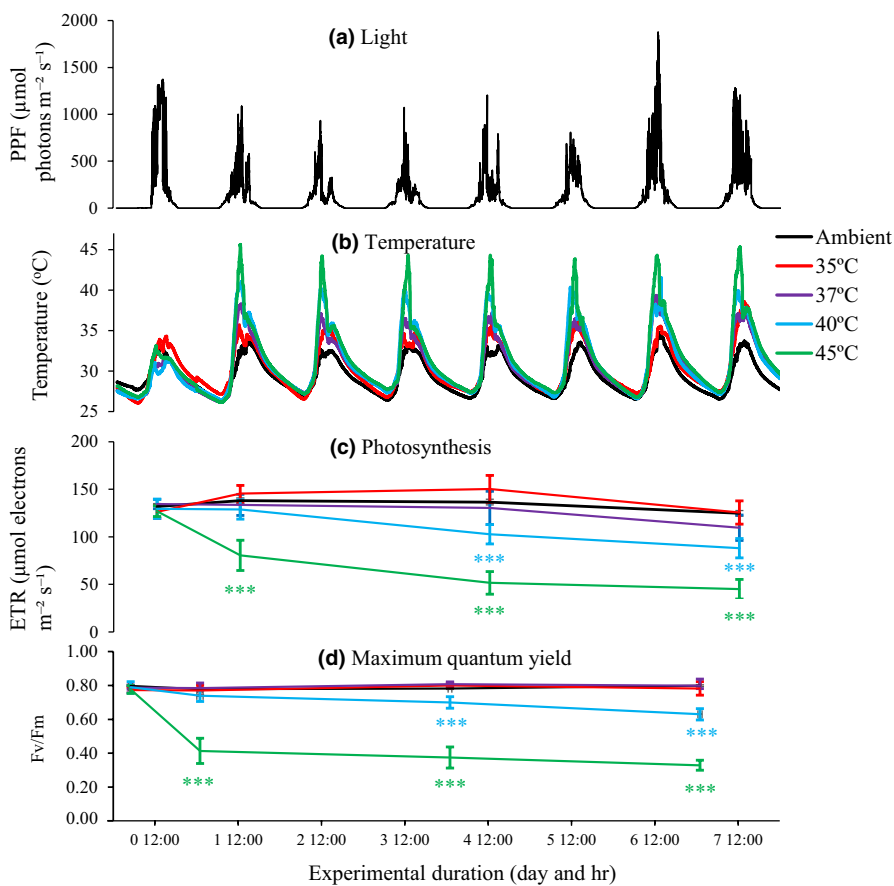 (a) Light
PPF (µmol
photons m⁻² s⁻¹)
2000
1500
1000
500
0
(b) Temperature
Temperature (ºC)
45
40
35
30
25
Ambient
35ºC
37ºC
40ºC
45ºC
(c) Photosynthesis
ETR (µmol electrons
m⁻² s⁻¹)
200
150
100
50
0
***
***
***
***
***
(d) Maximum quantum yield
Fv/Fm
0.80
0.60
0.40
0.20
0.00
***
***
***
***
***
0 12:00 1 12:00 2 12:00 3 12:00 4 12:00 5 12:00 6 12:00 7 12:00
Experimental duration (day and hr)